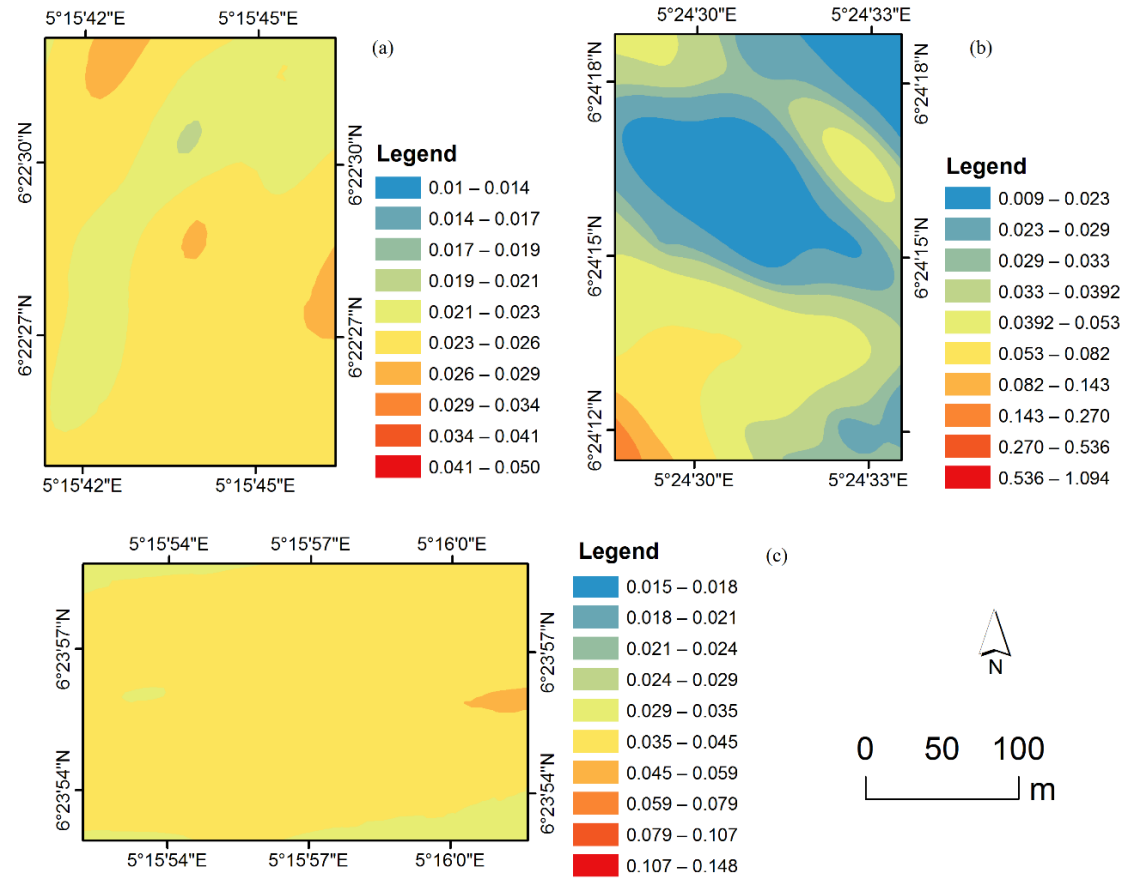 5°15'42"E 5°15'45"E
(a)
6°22'30"N
6°22'30"N
6°22'27"N
6°22'27"N
5°15'42"E 5°15'45"E
Legend
0.01 – 0.014
0.014 – 0.017
0.017 – 0.019
0.019 – 0.021
0.021 – 0.023
0.023 – 0.026
0.026 – 0.029
0.029 – 0.034
0.034 – 0.041
0.041 – 0.050
5°24'30"E 5°24'33"E
(b)
6°24'18"N
6°24'18"N
6°24'15"N
6°24'15"N
6°24'12"N
6°24'12"N
5°24'30"E 5°24'33"E
Legend
0.009 – 0.023
0.023 – 0.029
0.029 – 0.033
0.033 – 0.0392
0.0392 – 0.053
0.053 – 0.082
0.082 – 0.143
0.143 – 0.270
0.270 – 0.536
0.536 – 1.094
5°15'54"E 5°15'57"E 5°16'0"E
(c)
6°23'57"N
6°23'57"N
6°23'54"N
6°23'54"N
5°15'54"E 5°15'57"E 5°16'0"E
Legend
0.015 – 0.018
0.018 – 0.021
0.021 – 0.024
0.024 – 0.029
0.029 – 0.035
0.035 – 0.045
0.045 – 0.059
0.059 – 0.079
0.079 – 0.107
0.107 – 0.148
N
0 50 100
m